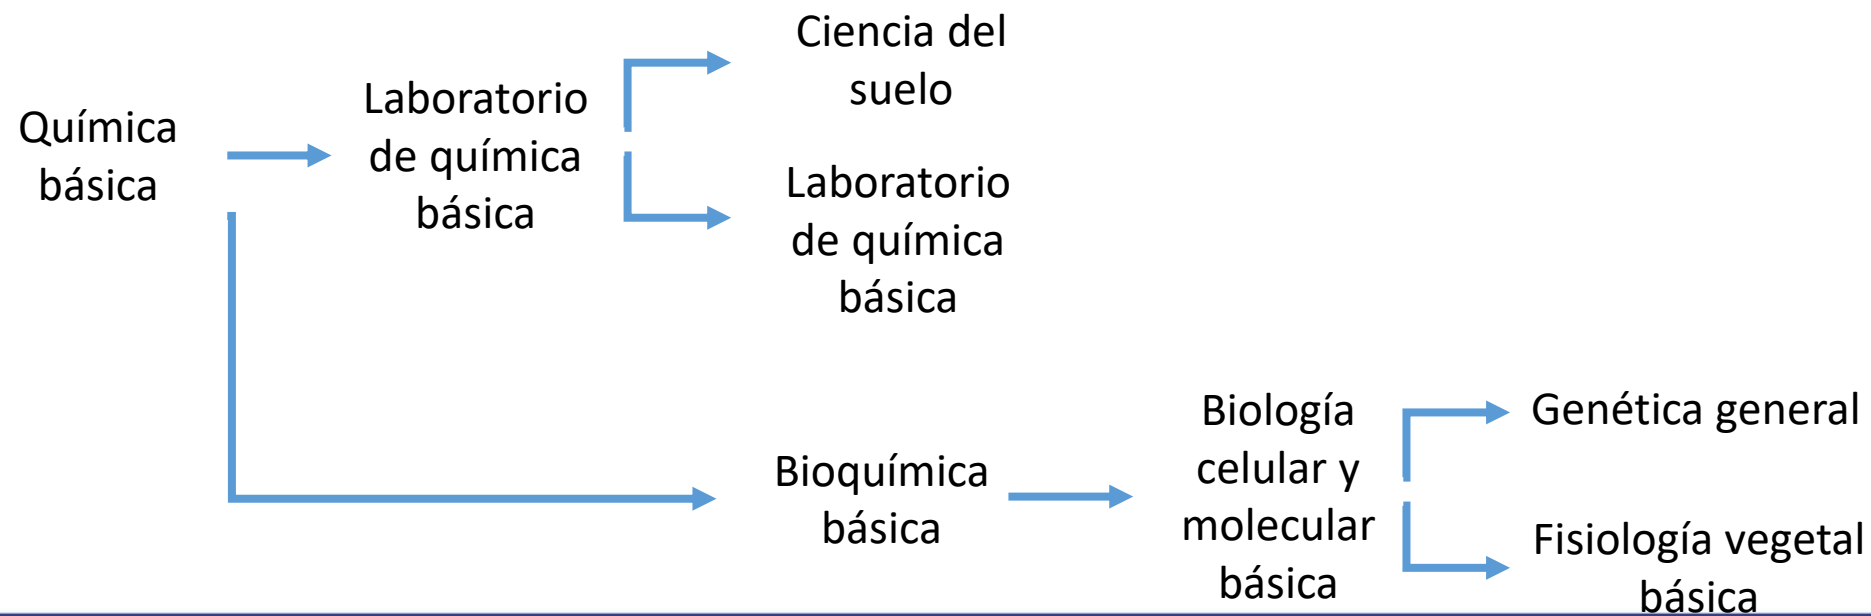 Química
básica
Laboratorio
de química
básica
Ciencia del
suelo
Laboratorio
de química
básica
Bioquímica
básica
Biología
celular y
molecular
básica
Genética general
Fisiología vegetal
básica